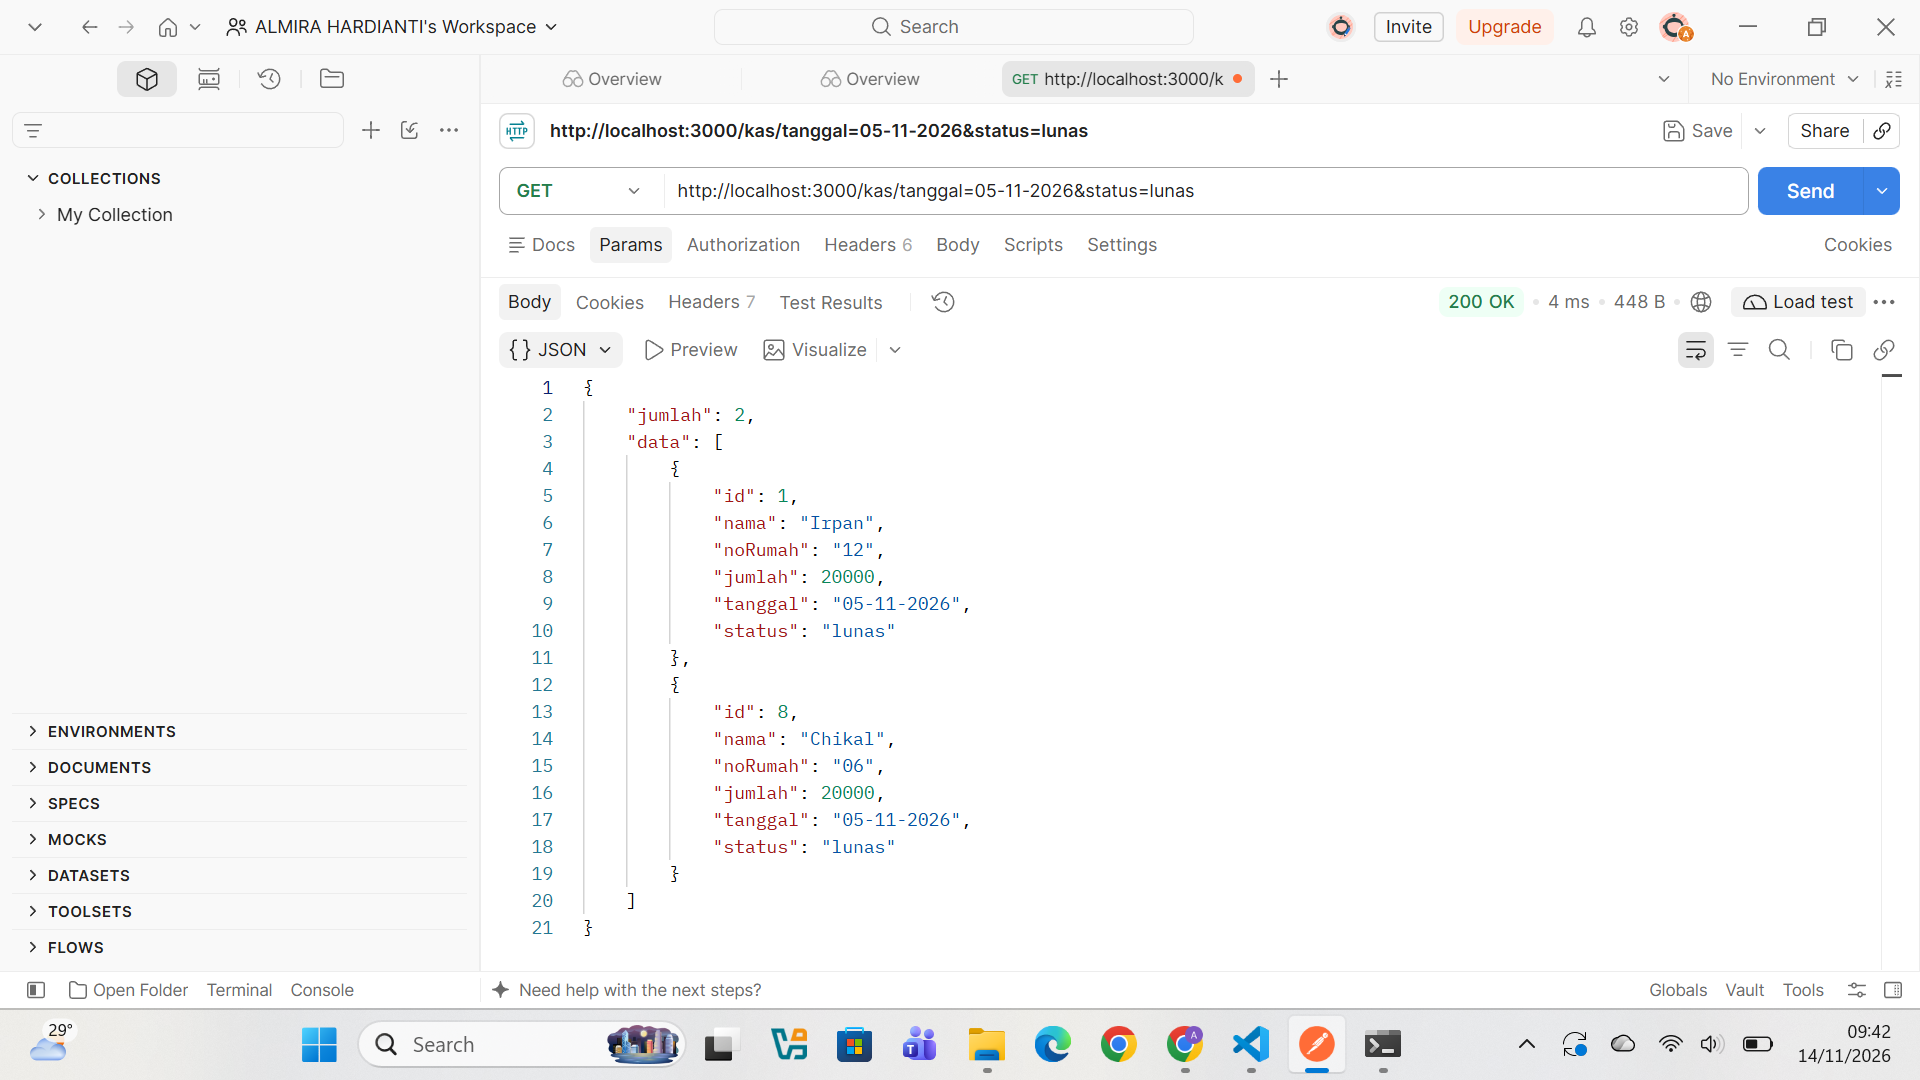 ALMIRA HARDIANTI's Workspace
Search
Invite
Upgrade
Overview
Overview
GET http://localhost:3000/k
No Environment
http://localhost:3000/kas/tanggal=05-11-2026&status=lunas
Save
Share
COLLECTIONS
My Collection
GET
http://localhost:3000/kas/tanggal=05-11-2026&status=lunas
Send
Docs
Params
Authorization
Headers 6
Body
Scripts
Settings
Cookies
Body
Cookies
Headers 7
Test Results
200 OK
4 ms
448 B
Load test
{} JSON
Preview
Visualize
1 {
2 "jumlah": 2,
3 "data": [
4 {
5 "id": 1,
6 "nama": "Irpan",
7 "noRumah": "12",
8 "jumlah": 20000,
9 "tanggal": "05-11-2026",
10 "status": "lunas"
11 },
12 {
13 "id": 8,
14 "nama": "Chikal",
15 "noRumah": "06",
16 "jumlah": 20000,
17 "tanggal": "05-11-2026",
18 "status": "lunas"
19 }
20 ]
21 }
ENVIRONMENTS
DOCUMENTS
SPECS
MOCKS
DATASETS
TOOLSETS
FLOWS
Open Folder
Terminal
Console
Need help with the next steps?
Globals
Vault
Tools
29°
Search
09:42
14/11/2026